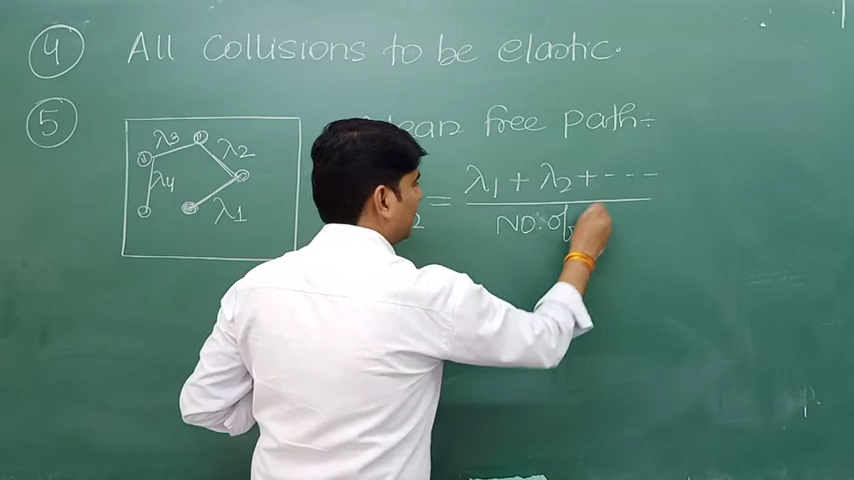 4 All Collisions to be elastic.
5 Mean free path:-
λ3 λ2 λ4 λ1
= λ1 + λ2 + - - -
No. of